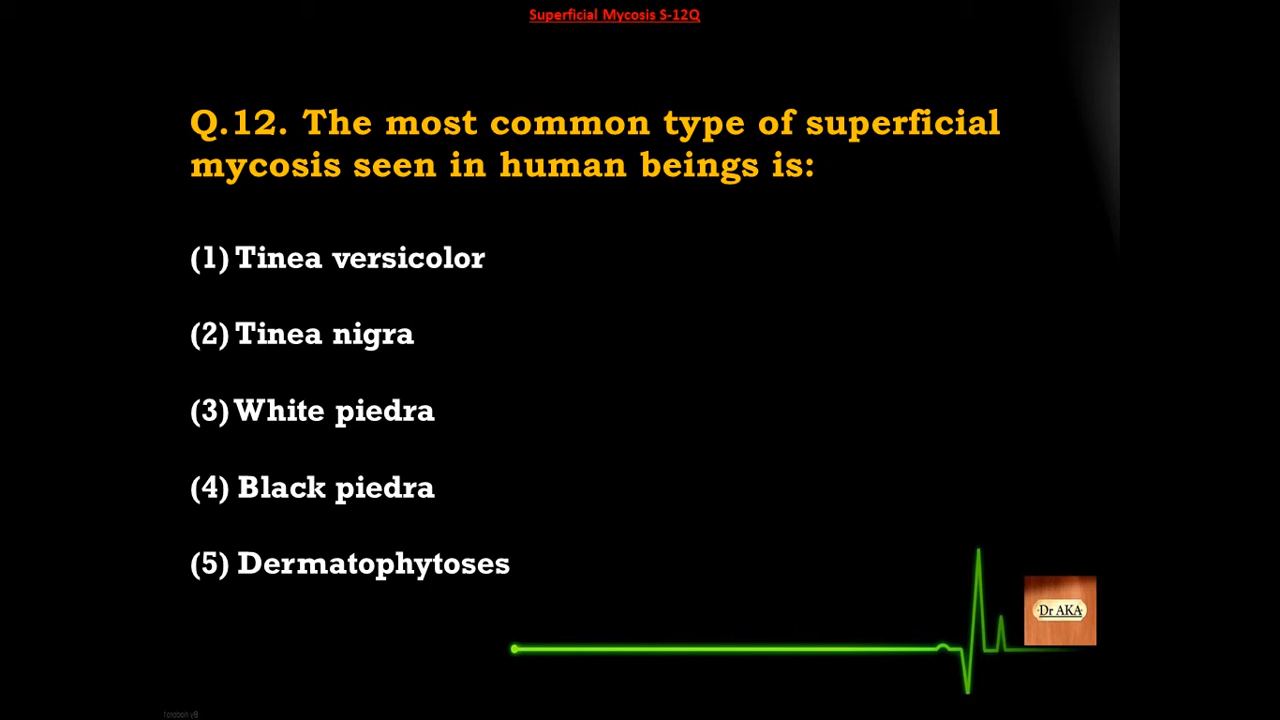 Superficial Mycosis S-12Q
Q.12. The most common type of superficial
mycosis seen in human beings is:
(1) Tinea versicolor
(2) Tinea nigra
(3) White piedra
(4) Black piedra
(5) Dermatophytoses
Dr AKA